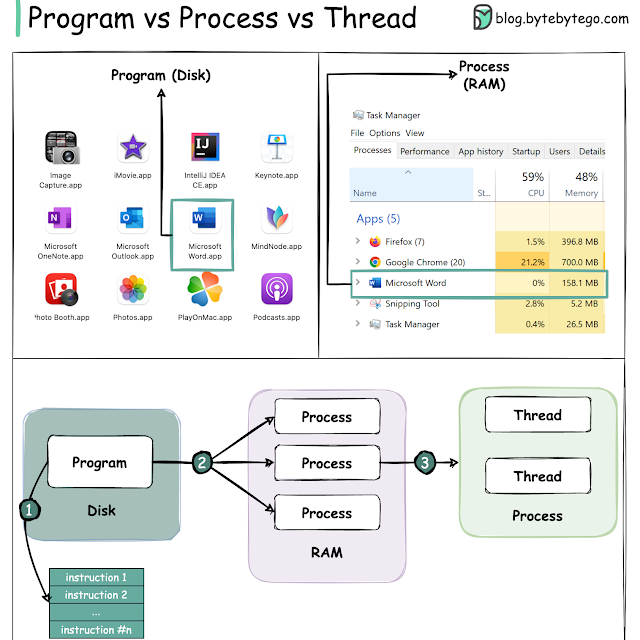 Program vs Process vs Thread
blog.bytebytego.com
Program (Disk)
Image
Capture.app
iMovie.app
IntelliJ IDEA
CE.app
Keynote.app
Microsoft
OneNote.app
Microsoft
Outlook.app
Microsoft
Word.app
MindNode.app
Photo Booth.app
Photos.app
PlayOnMac.app
Podcasts.app
Process
(RAM)
Task Manager
File Options View
Processes Performance App history Startup Users Details
59% 48%
Name St... CPU Memory
Apps (5)
Firefox (7) 1.5% 396.8 MB
Google Chrome (20) 21.2% 700.0 MB
Microsoft Word 0% 158.1 MB
Snipping Tool 2.8% 5.2 MB
Task Manager 0.4% 26.5 MB
Program
Disk
1
instruction 1
instruction 2
...
instruction #n
2
Process
Process
Process
RAM
3
Thread
Thread
Process